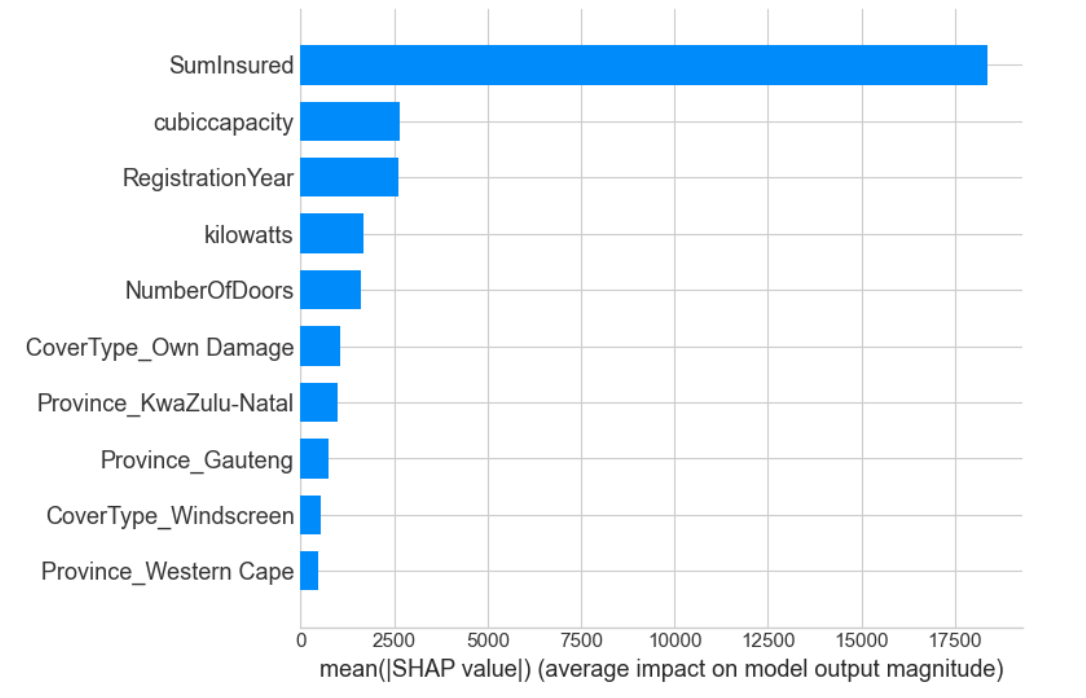 SumInsured
cubiccapacity
RegistrationYear
kilowatts
NumberOfDoors
CoverType_Own Damage
Province_KwaZulu-Natal
Province_Gauteng
CoverType_Windscreen
Province_Western Cape
0 2500 5000 7500 10000 12500 15000 17500
mean(|SHAP value|) (average impact on model output magnitude)